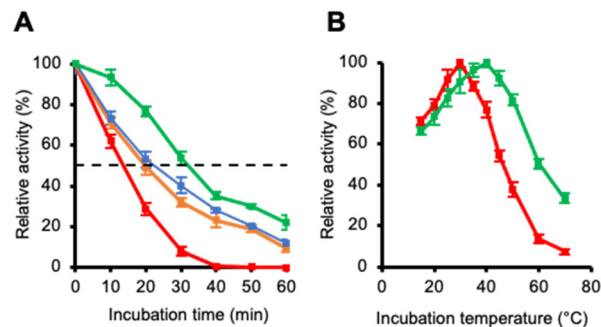 A
Relative activity (%)
100
80
60
40
20
0
0 10 20 30 40 50 60
Incubation time (min)
B
Relative activity (%)
100
80
60
40
20
0
0 20 40 60 80
Incubation temperature (°C)